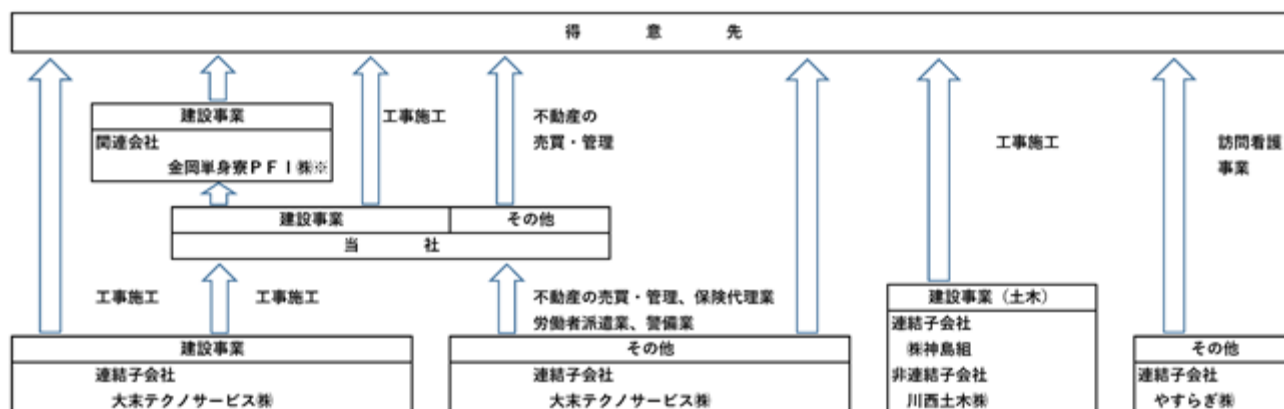 得　意　先
建設事業
関連会社
金岡単身寮ＰＦＩ㈱※
工事施工
不動産の
売買・管理
工事施工
訪問看護
事業
建設事業
その他
当　社
工事施工
工事施工
不動産の売買・管理、保険代理業
労働者派遣業、警備業
建設事業
連結子会社
大末テクノサービス㈱
その他
連結子会社
大末テクノサービス㈱
建設事業（土木）
連結子会社
㈱神島組
非連結子会社
川西土木㈱
その他
連結子会社
やすらぎ㈱